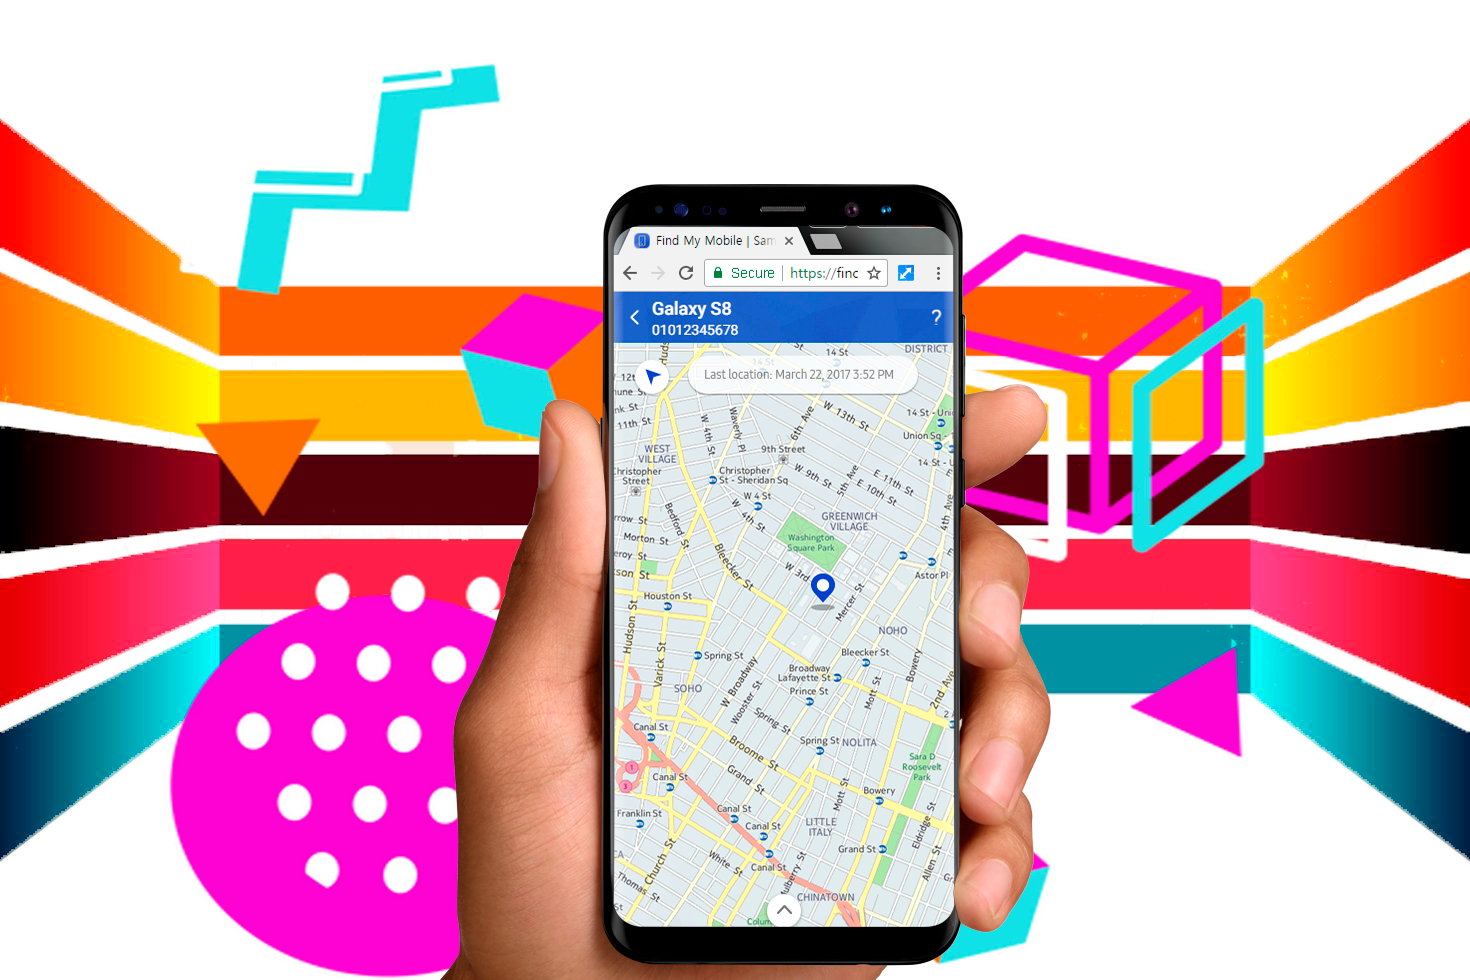 Find My Mobile | Sam
Secure
https://finc
Galaxy S8
01012345678
?
DISTRICT
14 St
14 St
Last location: March 22, 2017 3:52 PM
W 13th St
14 St - Uni
11th St
W 4th St
Waverly Pl
6th Ave
Union Sq -
WEST
VILLAGE
9th Street
14 St - U
Christopher
Street
Christopher
St - Sheridan Sq
W 9th St
5th Ave
E 11th St
E 10th St
W 4 St
W 4th St
GREENWICH
VILLAGE
4th Ave
Bedford St
Washington
Square Park
Morton St
Bleecker St
W 3rd
Astor Pl
Houston St
Mercer St
Hudson St
NOHO
Varick St
Spring St
Bleecker St
Bowery
Broadway
Lafayette St
SOHO
W Broadway
Prince St
Mott St
2nd Ave
Wooster St
Spring St
Canal St
Broome St
Spring St
NOLITA
Sara D
Roosevelt
Park
1
Canal St
Grand St
3
Mott St
Bowery
Franklin St
Canal St
LITTLE
ITALY
Canal St
Eldridge St
Church St
White St
Grand St
Canal St
Allen St
Thomas St
CHINATOWN